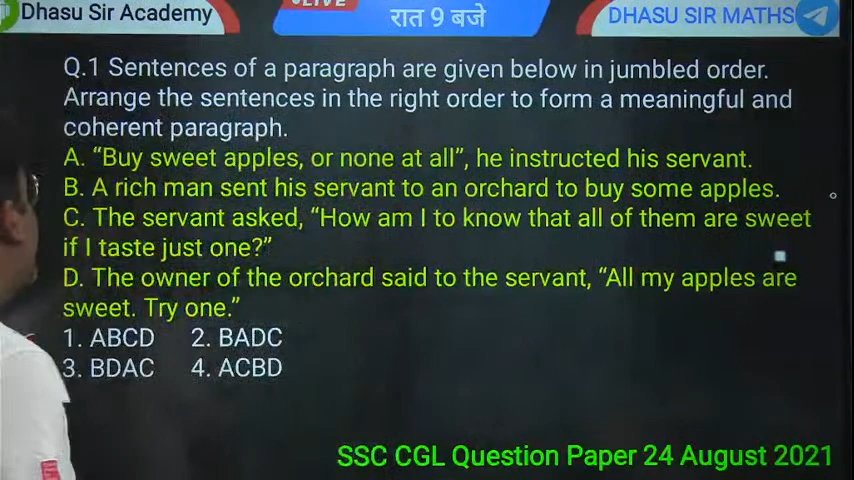 Dhasu Sir Academy
LIVE
रात 9 बजे
DHASU SIR MATHS
Q.1 Sentences of a paragraph are given below in jumbled order.
Arrange the sentences in the right order to form a meaningful and
coherent paragraph.
A. “Buy sweet apples, or none at all”, he instructed his servant.
B. A rich man sent his servant to an orchard to buy some apples.
C. The servant asked, “How am I to know that all of them are sweet
if I taste just one?”
D. The owner of the orchard said to the servant, “All my apples are
sweet. Try one.”
1. ABCD 2. BADC
3. BDAC 4. ACBD
SSC CGL Question Paper 24 August 2021